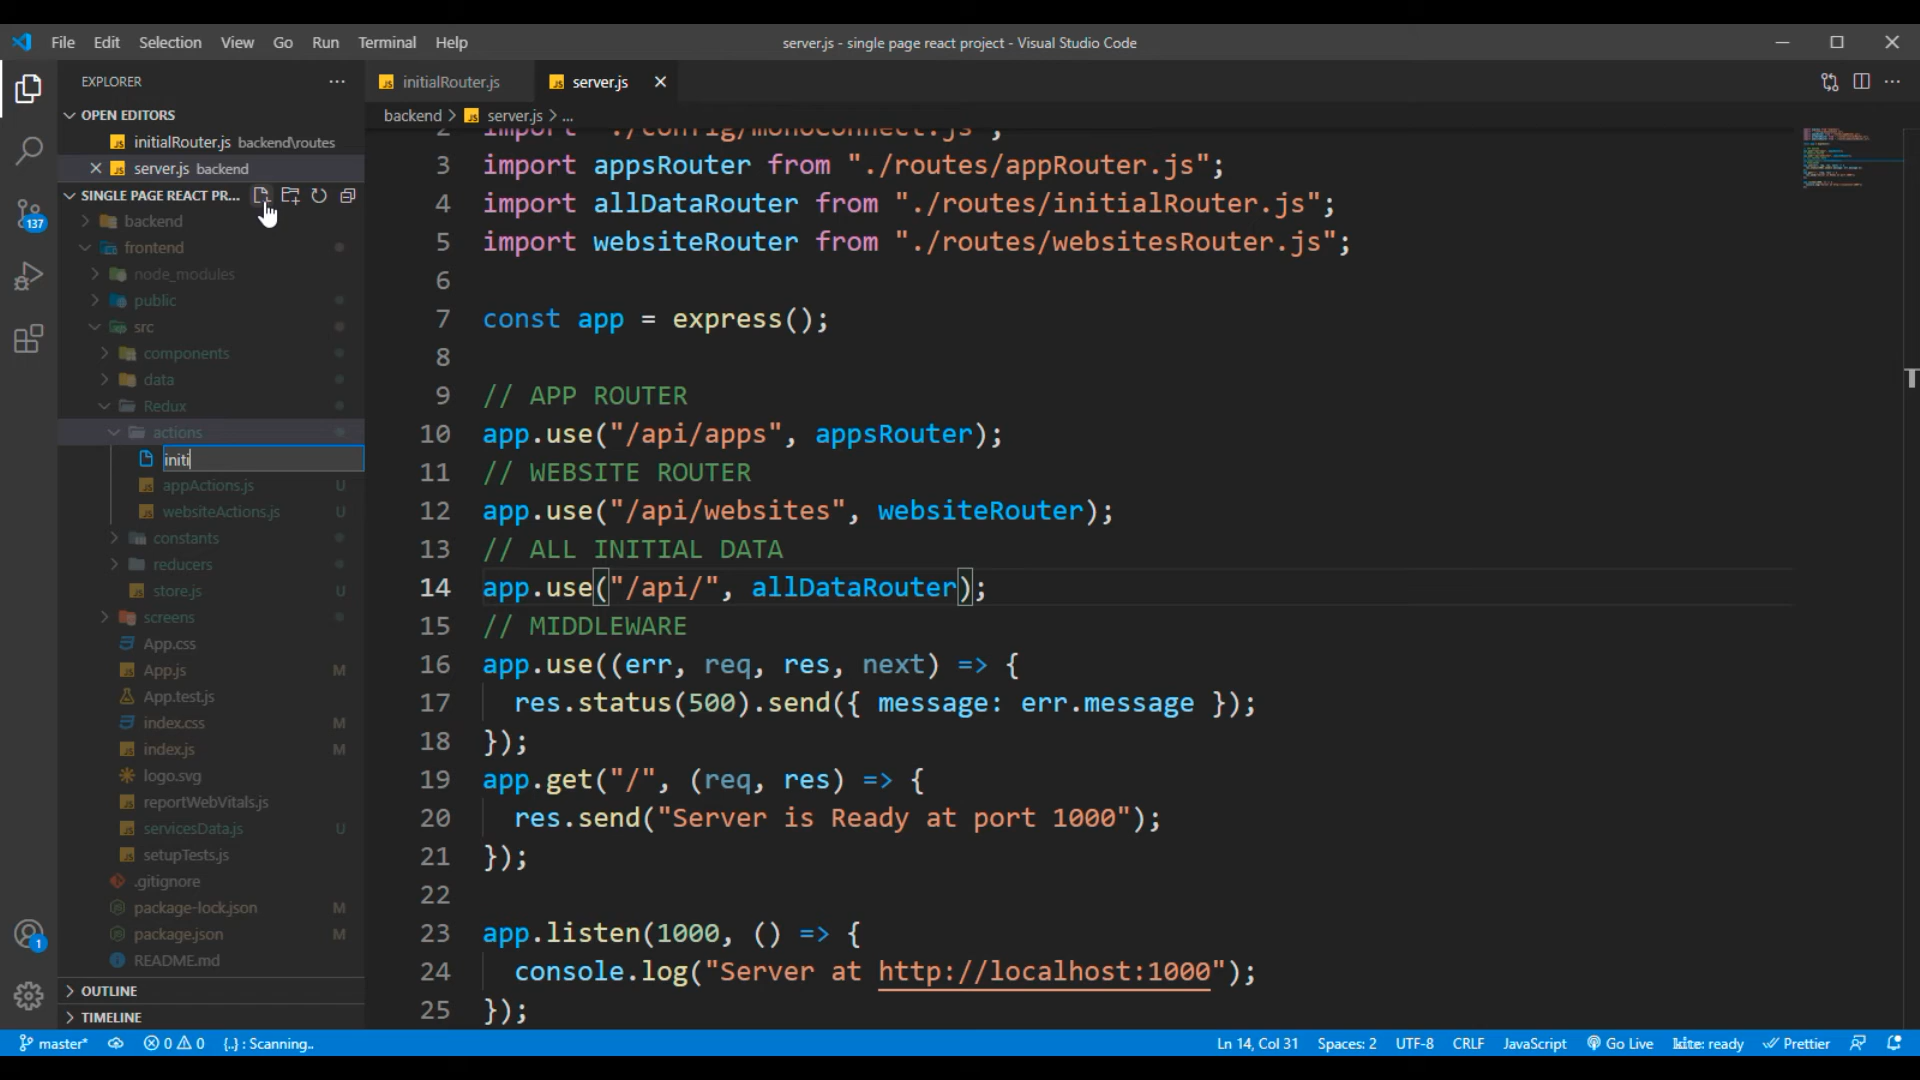 File Edit Selection View Go Run Terminal Help
server.js - single page react project - Visual Studio Code
EXPLORER
initialRouter.js
server.js
OPEN EDITORS
backend > server.js > ...
initialRouter.js backend\routes
server.js backend
SINGLE PAGE REACT PR...
backend
frontend
node_modules
public
src
components
data
Redux
actions
initi
appActions.js U
websiteActions.js U
constants
reducers
store.js U
screens
App.css
App.js M
App.test.js
index.css M
index.js M
logo.svg
reportWebVitals.js
servicesData.js U
setupTests.js
.gitignore
package-lock.json M
package.json M
README.md
OUTLINE
TIMELINE
137
1
2 import "./config/monoConnect.js";
3 import appsRouter from "./routes/appRouter.js";
4 import allDataRouter from "./routes/initialRouter.js";
5 import websiteRouter from "./routes/websitesRouter.js";
6
7 const app = express();
8
9 // APP ROUTER
10 app.use("/api/apps", appsRouter);
11 // WEBSITE ROUTER
12 app.use("/api/websites", websiteRouter);
13 // ALL INITIAL DATA
14 app.use("/api/", allDataRouter);
15 // MIDDLEWARE
16 app.use((err, req, res, next) => {
17 res.status(500).send({ message: err.message });
18 });
19 app.get("/", (req, res) => {
20 res.send("Server is Ready at port 1000");
21 });
22
23 app.listen(1000, () => {
24 console.log("Server at http://localhost:1000");
25 });
master* 0 0 {..} : Scanning..
Ln 14, Col 31 Spaces: 2 UTF-8 CRLF JavaScript Go Live kite: ready Prettier